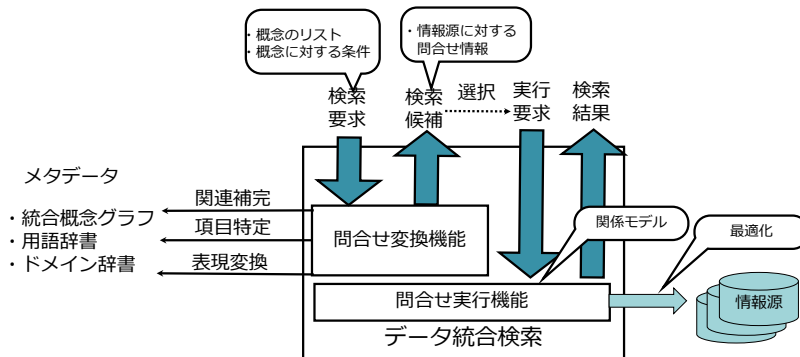 ・概念のリスト
・概念に対する条件
・情報源に対する
問合せ情報
検索
要求
検索
候補
選択
実行
要求
検索
結果
メタデータ
・統合概念グラフ
・用語辞書
・ドメイン辞書
関連補完
項目特定
表現変換
問合せ変換機能
関係モデル
最適化
問合せ実行機能
情報源
データ統合検索